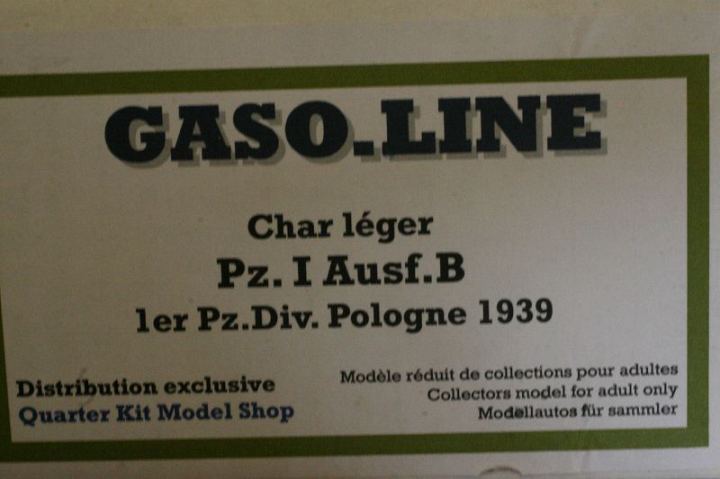 GASO.LINE
Char léger
Pz. I Ausf.B
1er Pz.Div. Pologne 1939
Distribution exclusive
Quarter Kit Model Shop
Modèle réduit de collections pour adultes
Collectors model for adult only
Modellautos für sammler